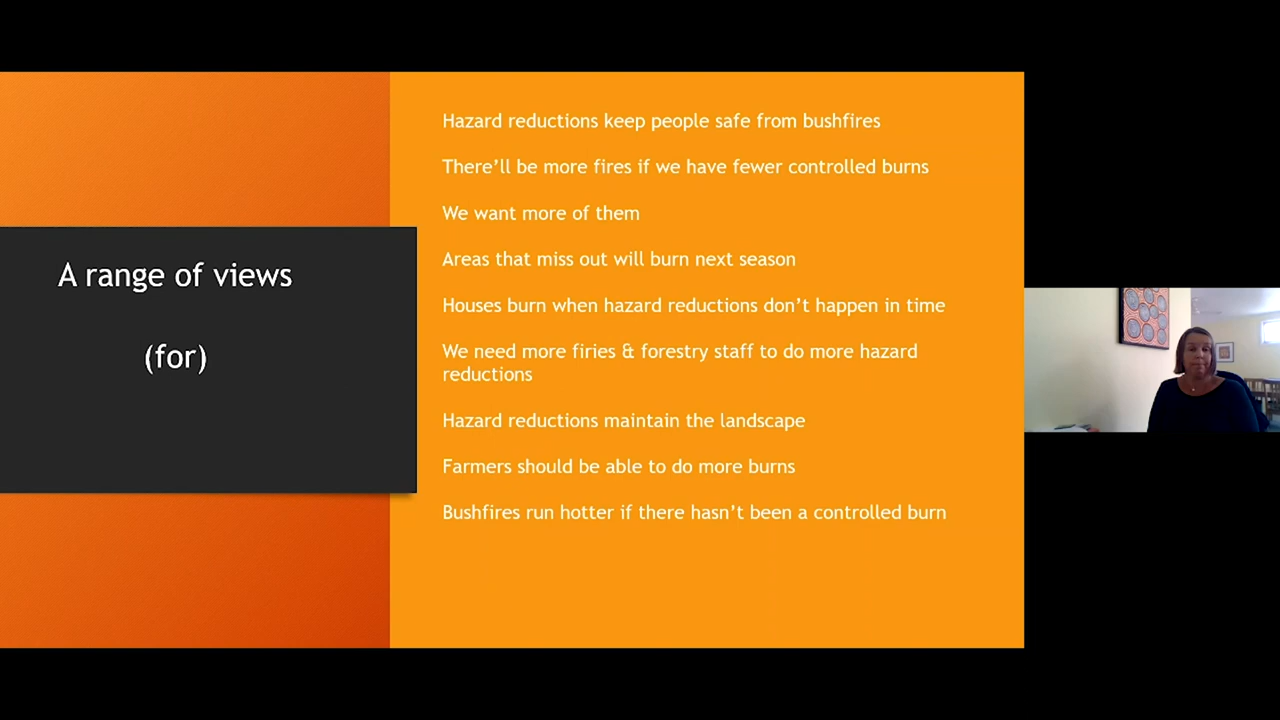 A range of views
(for)
Hazard reductions keep people safe from bushfires
There’ll be more fires if we have fewer controlled burns
We want more of them
Areas that miss out will burn next season
Houses burn when hazard reductions don’t happen in time
We need more firies & forestry staff to do more hazard
reductions
Hazard reductions maintain the landscape
Farmers should be able to do more burns
Bushfires run hotter if there hasn’t been a controlled burn